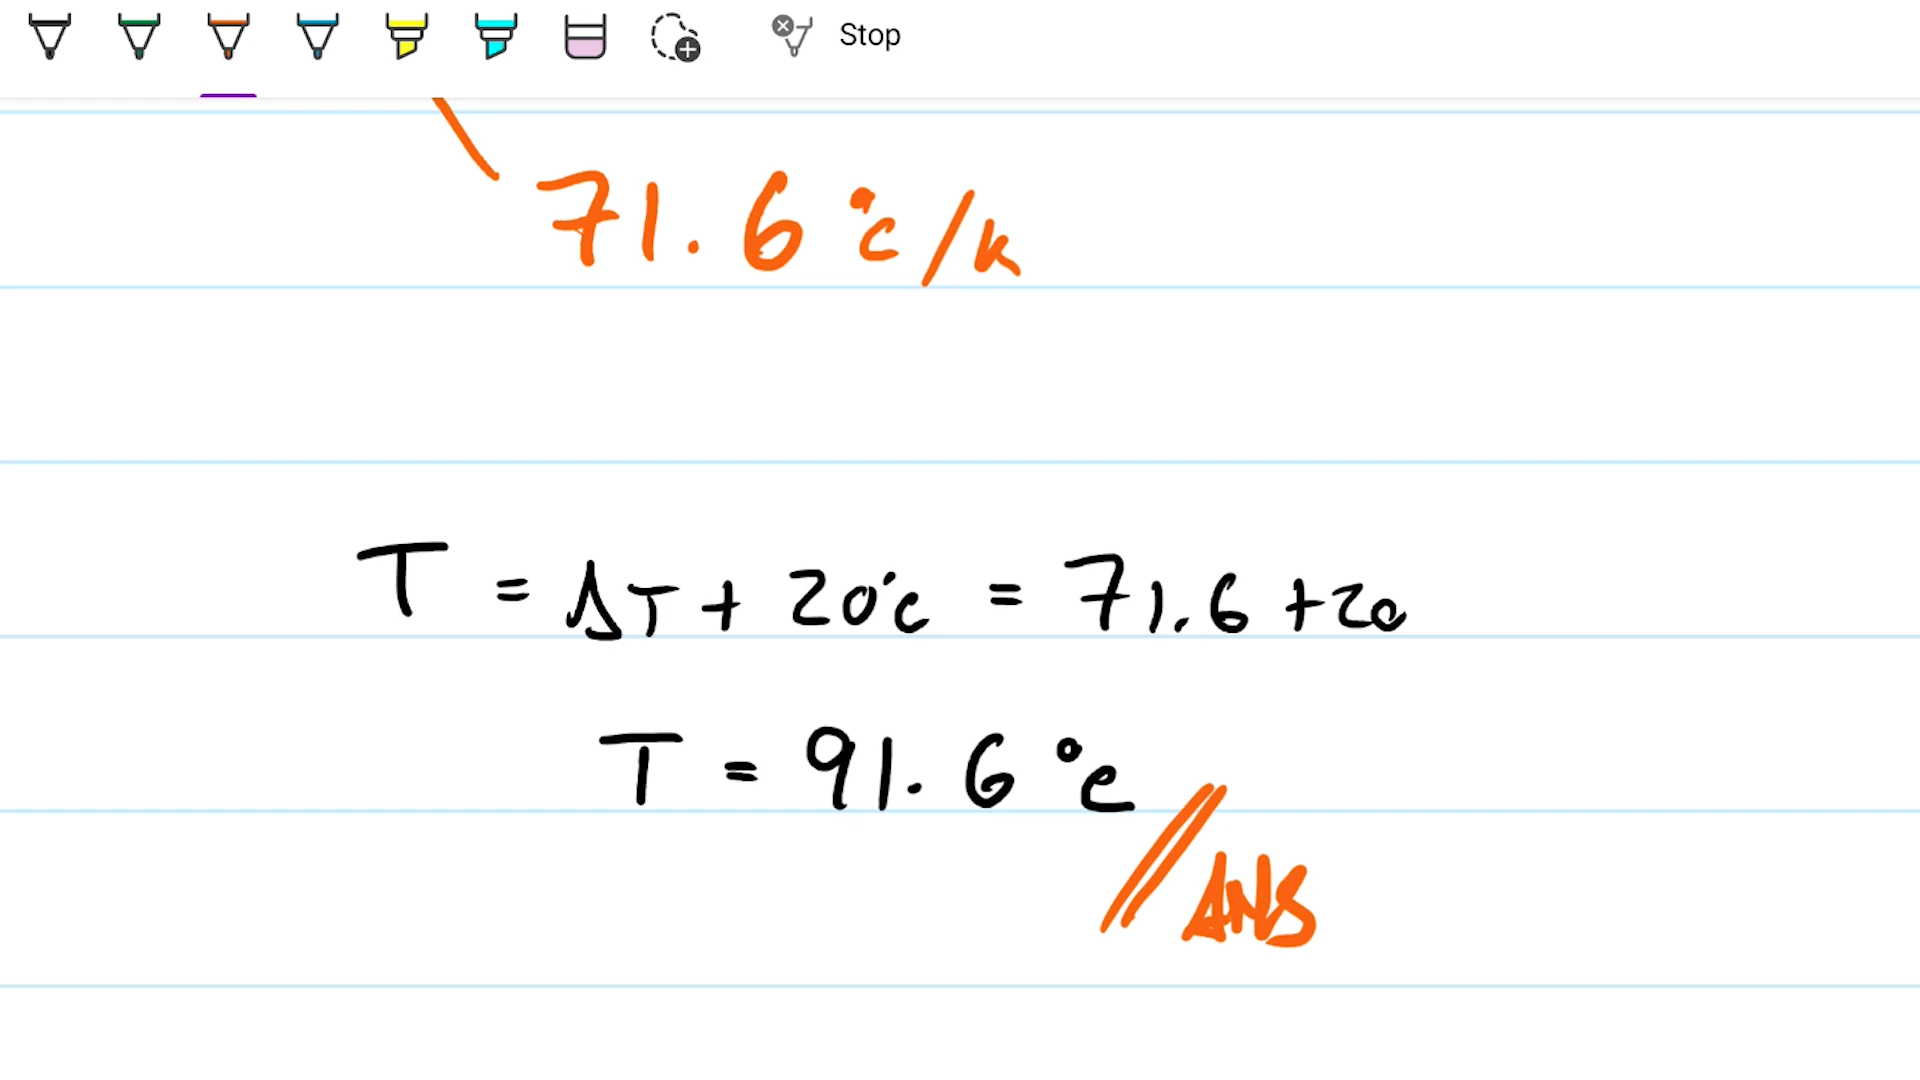 Stop
71.6 °c/k
T = ΔT + 20°c = 71.6 + 20
T = 91.6 °c
ANS